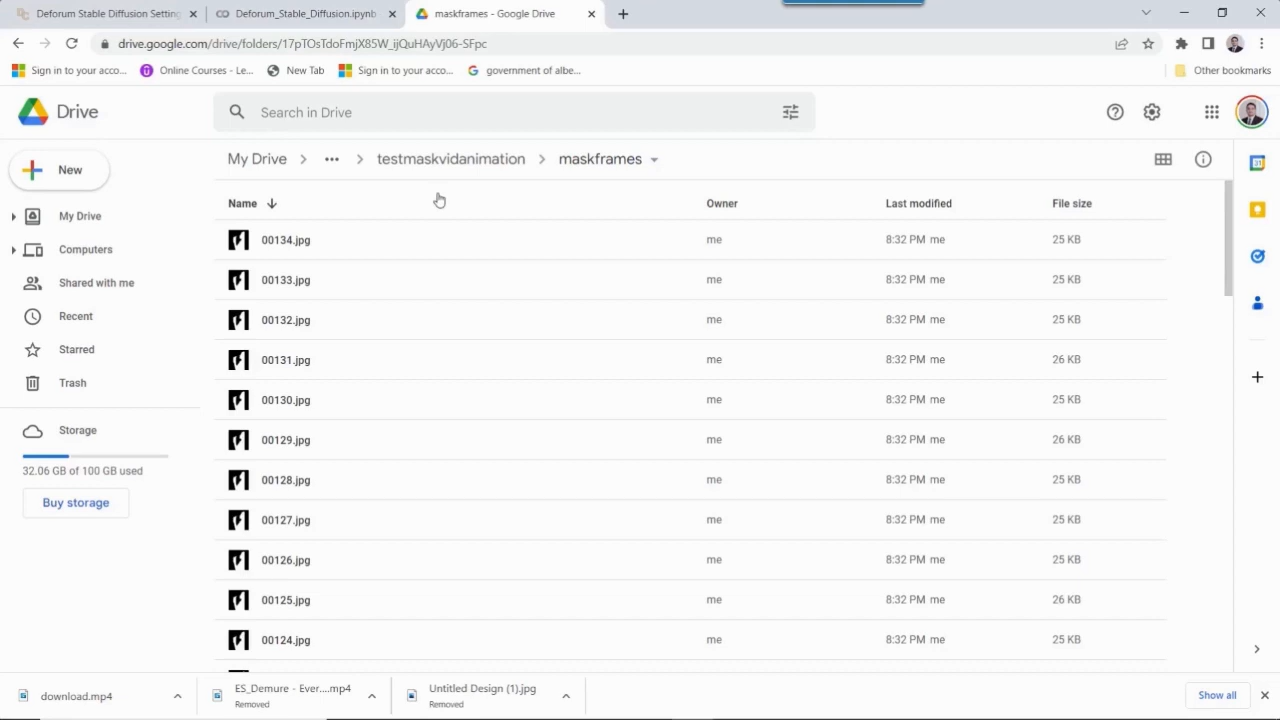 Deforum Stable Diffusion Setting
Deforum_Stable_Diffusion.ipynb
maskframes - Google Drive
drive.google.com/drive/folders/17pTOsTdoFmjX85W_ijQuHAyVj06-SFpc
Sign in to your acco...
Online Courses - Le...
New Tab
Sign in to your acco...
government of albe...
Other bookmarks
Drive
Search in Drive
New
My Drive
Computers
Shared with me
Recent
Starred
Trash
Storage
32.06 GB of 100 GB used
Buy storage
My Drive > ... > testmaskvidanimation > maskframes
Name Owner Last modified File size
00134.jpg me 8:32 PM me 25 KB
00133.jpg me 8:32 PM me 25 KB
00132.jpg me 8:32 PM me 25 KB
00131.jpg me 8:32 PM me 26 KB
00130.jpg me 8:32 PM me 25 KB
00129.jpg me 8:32 PM me 26 KB
00128.jpg me 8:32 PM me 25 KB
00127.jpg me 8:32 PM me 25 KB
00126.jpg me 8:32 PM me 25 KB
00125.jpg me 8:32 PM me 26 KB
00124.jpg me 8:32 PM me 25 KB
31
download.mp4
ES_Demure - Ever....mp4
Removed
Untitled Design (1).jpg
Removed
Show all